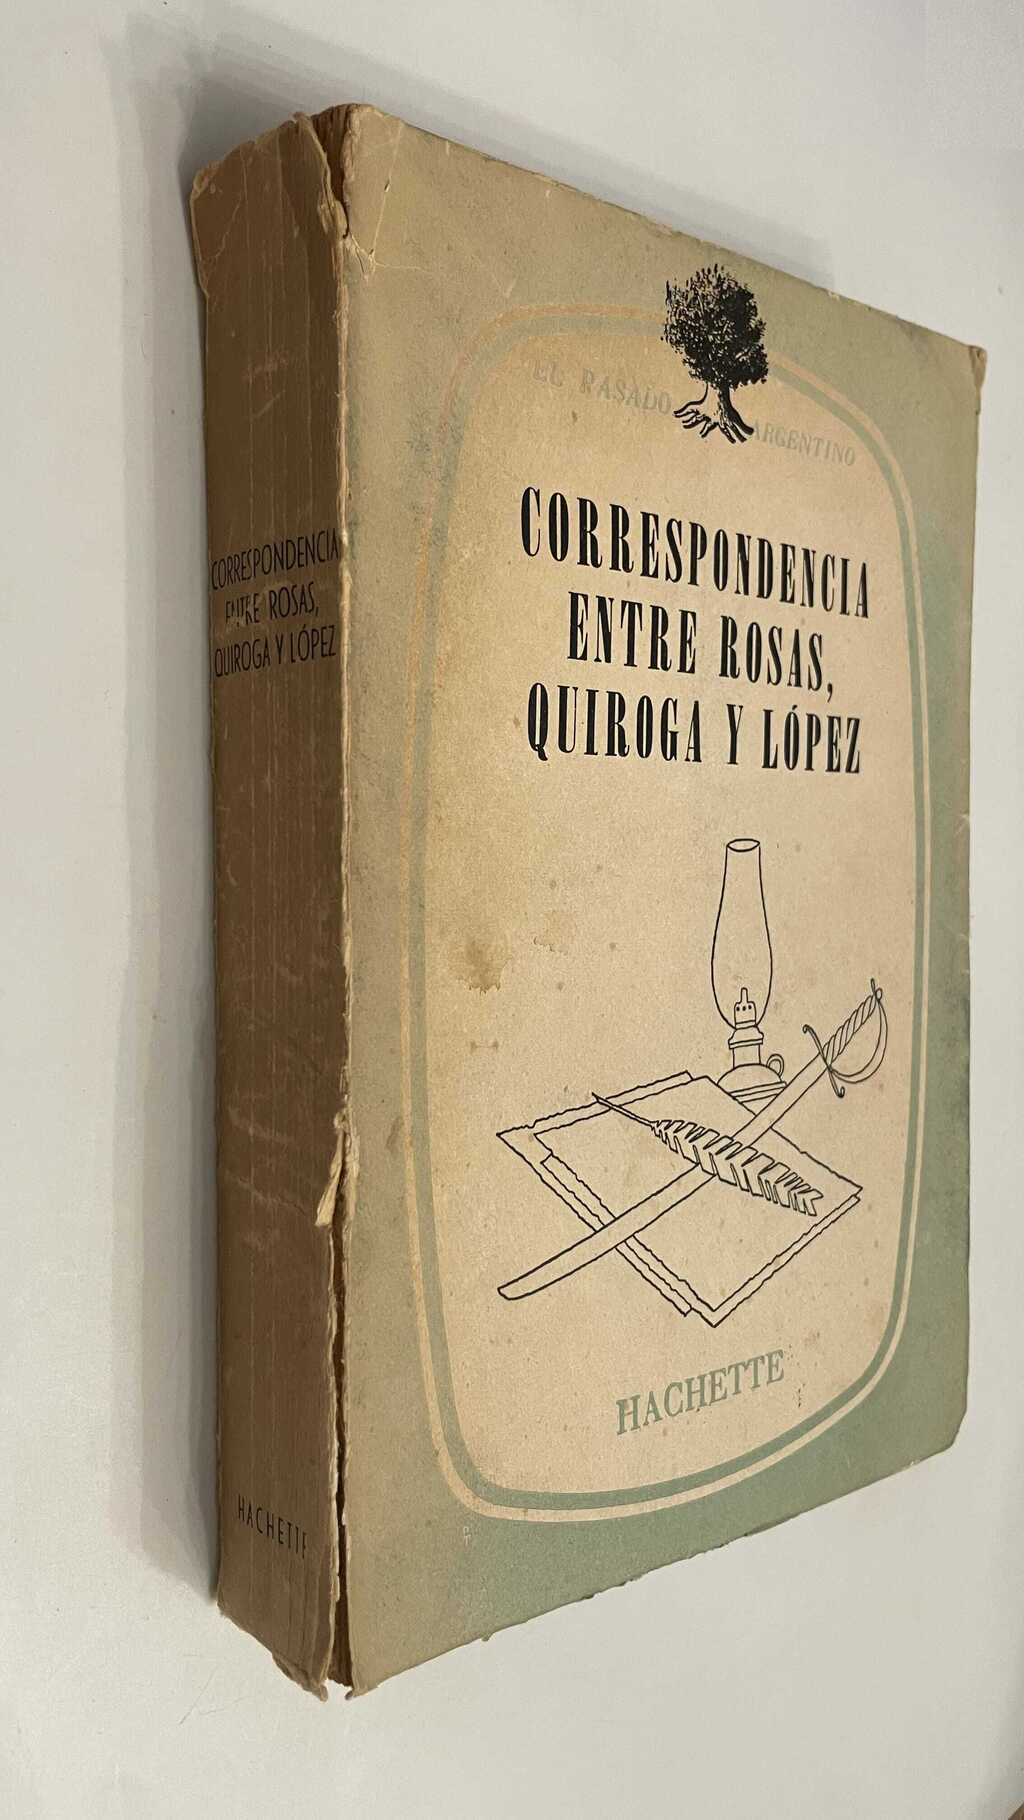 CORRESPONDENCIA
ENTRE ROSAS,
QUIROGA Y LÓPEZ
HACHETTE
EL PASADO ARGENTINO
CORRESPONDENCIA
ENTRE ROSAS,
QUIROGA Y LÓPEZ
HACHETTE